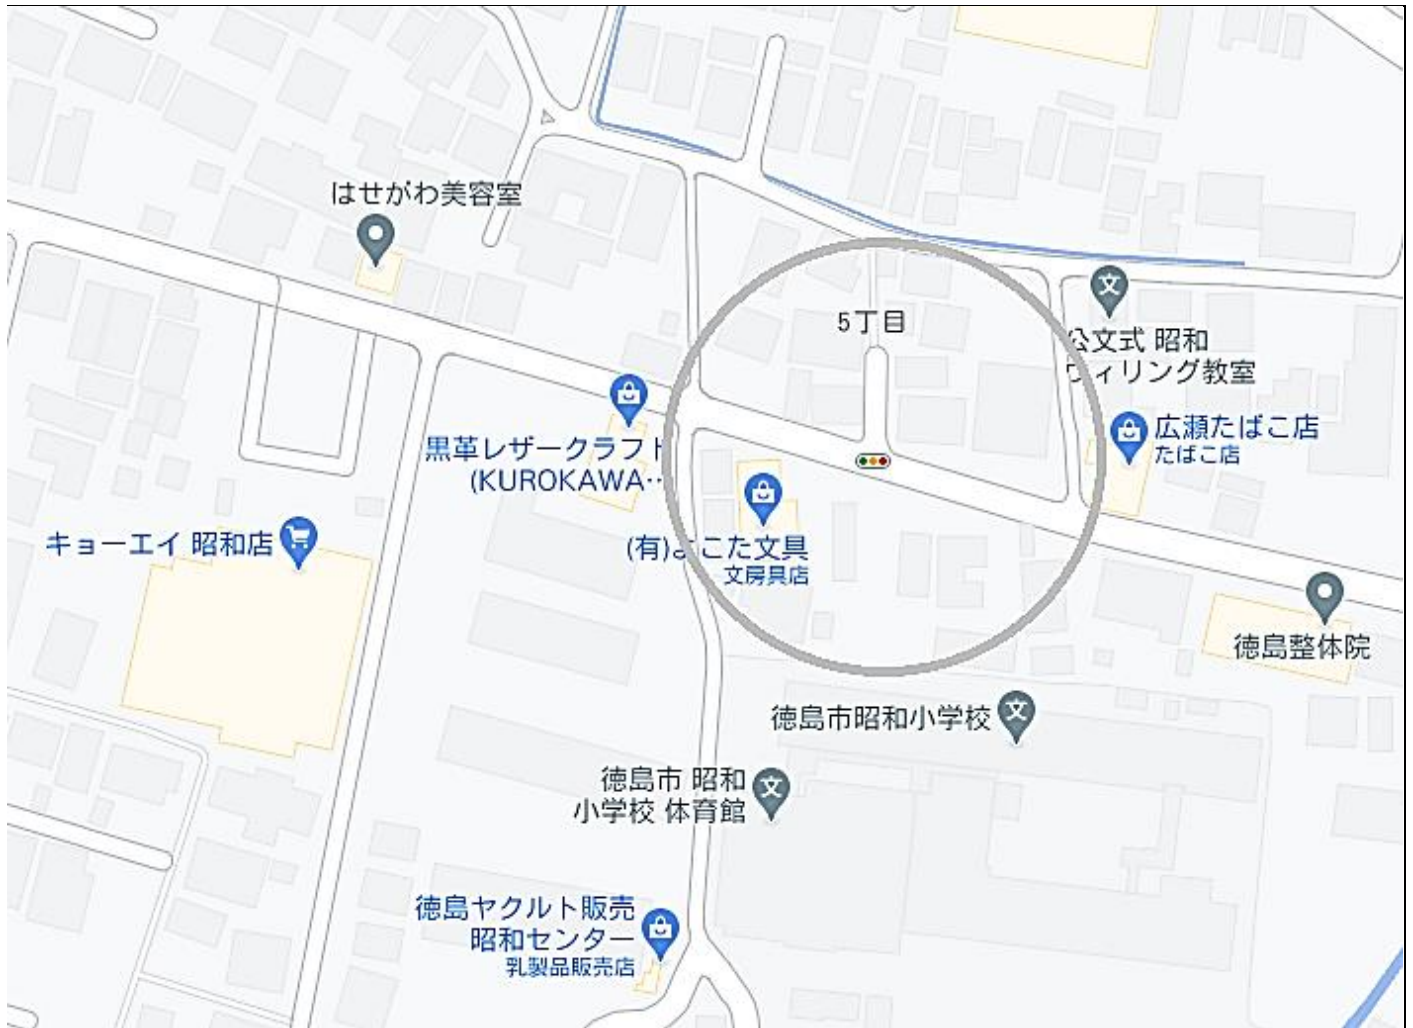 はせがわ美容室
5丁目
公文式 昭和
ウィリング教室
黒革レザークラフト
(KUROKAWA…
広瀬たばこ店
たばこ店
キョーエイ 昭和店
(有)よこた文具
文房具店
徳島整体院
徳島市昭和小学校
徳島市 昭和
小学校 体育館
徳島ヤクルト販売
昭和センター
乳製品販売店